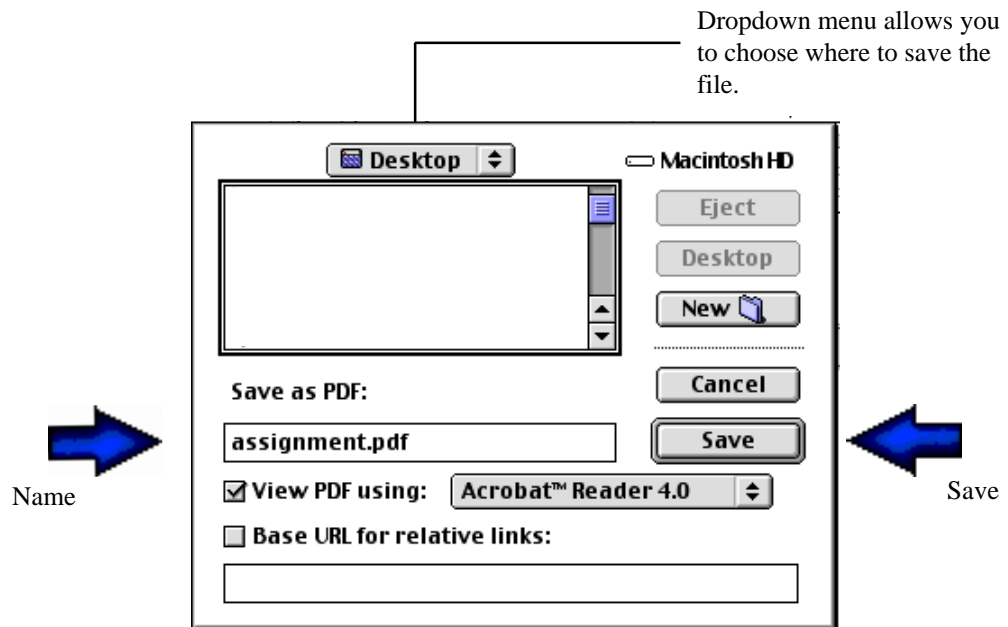 Dropdown menu allows you
to choose where to save the
file.
Desktop
Macintosh HD
Eject
Desktop
New
Save as PDF:
Cancel
assignment.pdf
Save
Name
View PDF using:
Acrobat™ Reader 4.0
Save
Base URL for relative links: